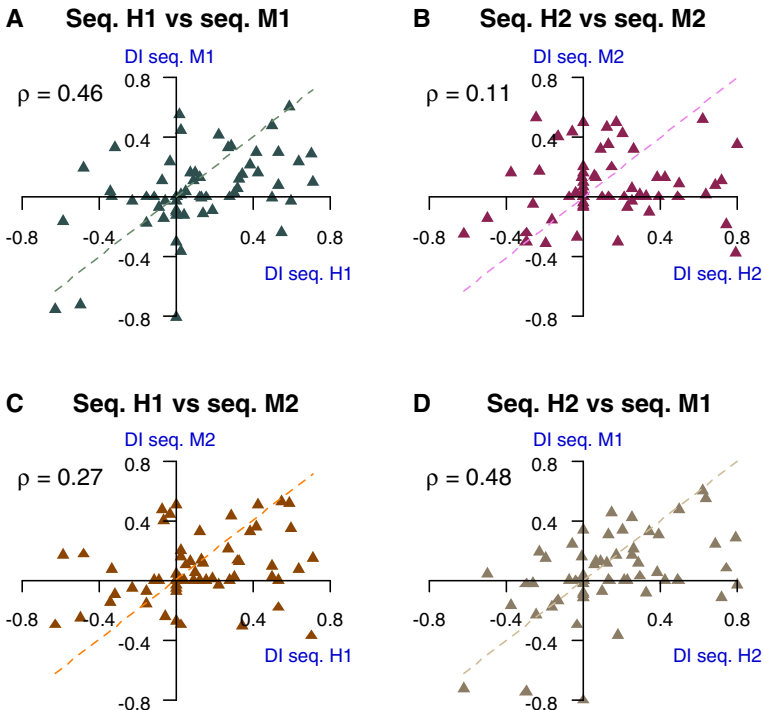 A Seq. H1 vs seq. M1
DI seq. M1
ρ = 0.46
0.8
0.4
-0.8 -0.4 0.4 0.8
-0.4
DI seq. H1
-0.8
B Seq. H2 vs seq. M2
DI seq. M2
ρ = 0.11
0.8
0.4
-0.8 -0.4 0.4 0.8
-0.4
DI seq. H2
-0.8
C Seq. H1 vs seq. M2
DI seq. M2
ρ = 0.27
0.8
0.4
-0.8 -0.4 0.4 0.8
-0.4
DI seq. H1
-0.8
D Seq. H2 vs seq. M1
DI seq. M1
ρ = 0.48
0.8
0.4
-0.8 -0.4 0.4 0.8
-0.4
DI seq. H2
-0.8